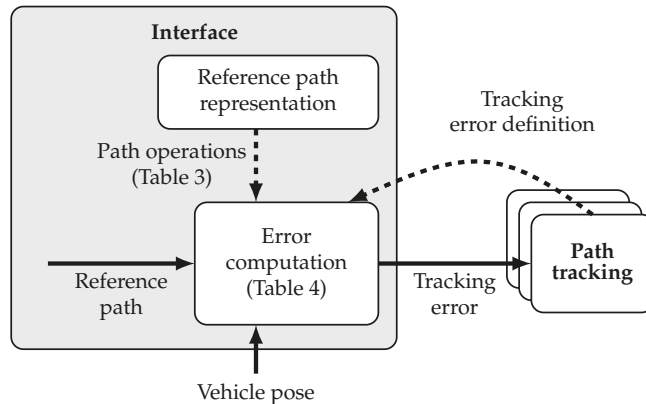 Interface
Reference path
representation
Tracking
error definition
Path operations
(Table 3)
Error
computation
(Table 4)
Path
tracking
Reference
path
Tracking
error
Vehicle pose